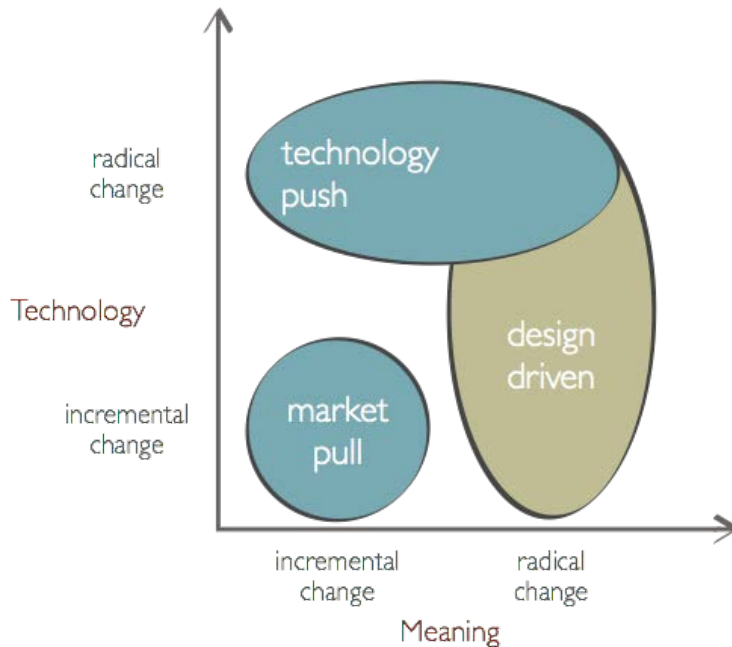 technology
push
radical
change
Technology
design
driven
incremental
change
market
pull
incremental
change
radical
change
Meaning